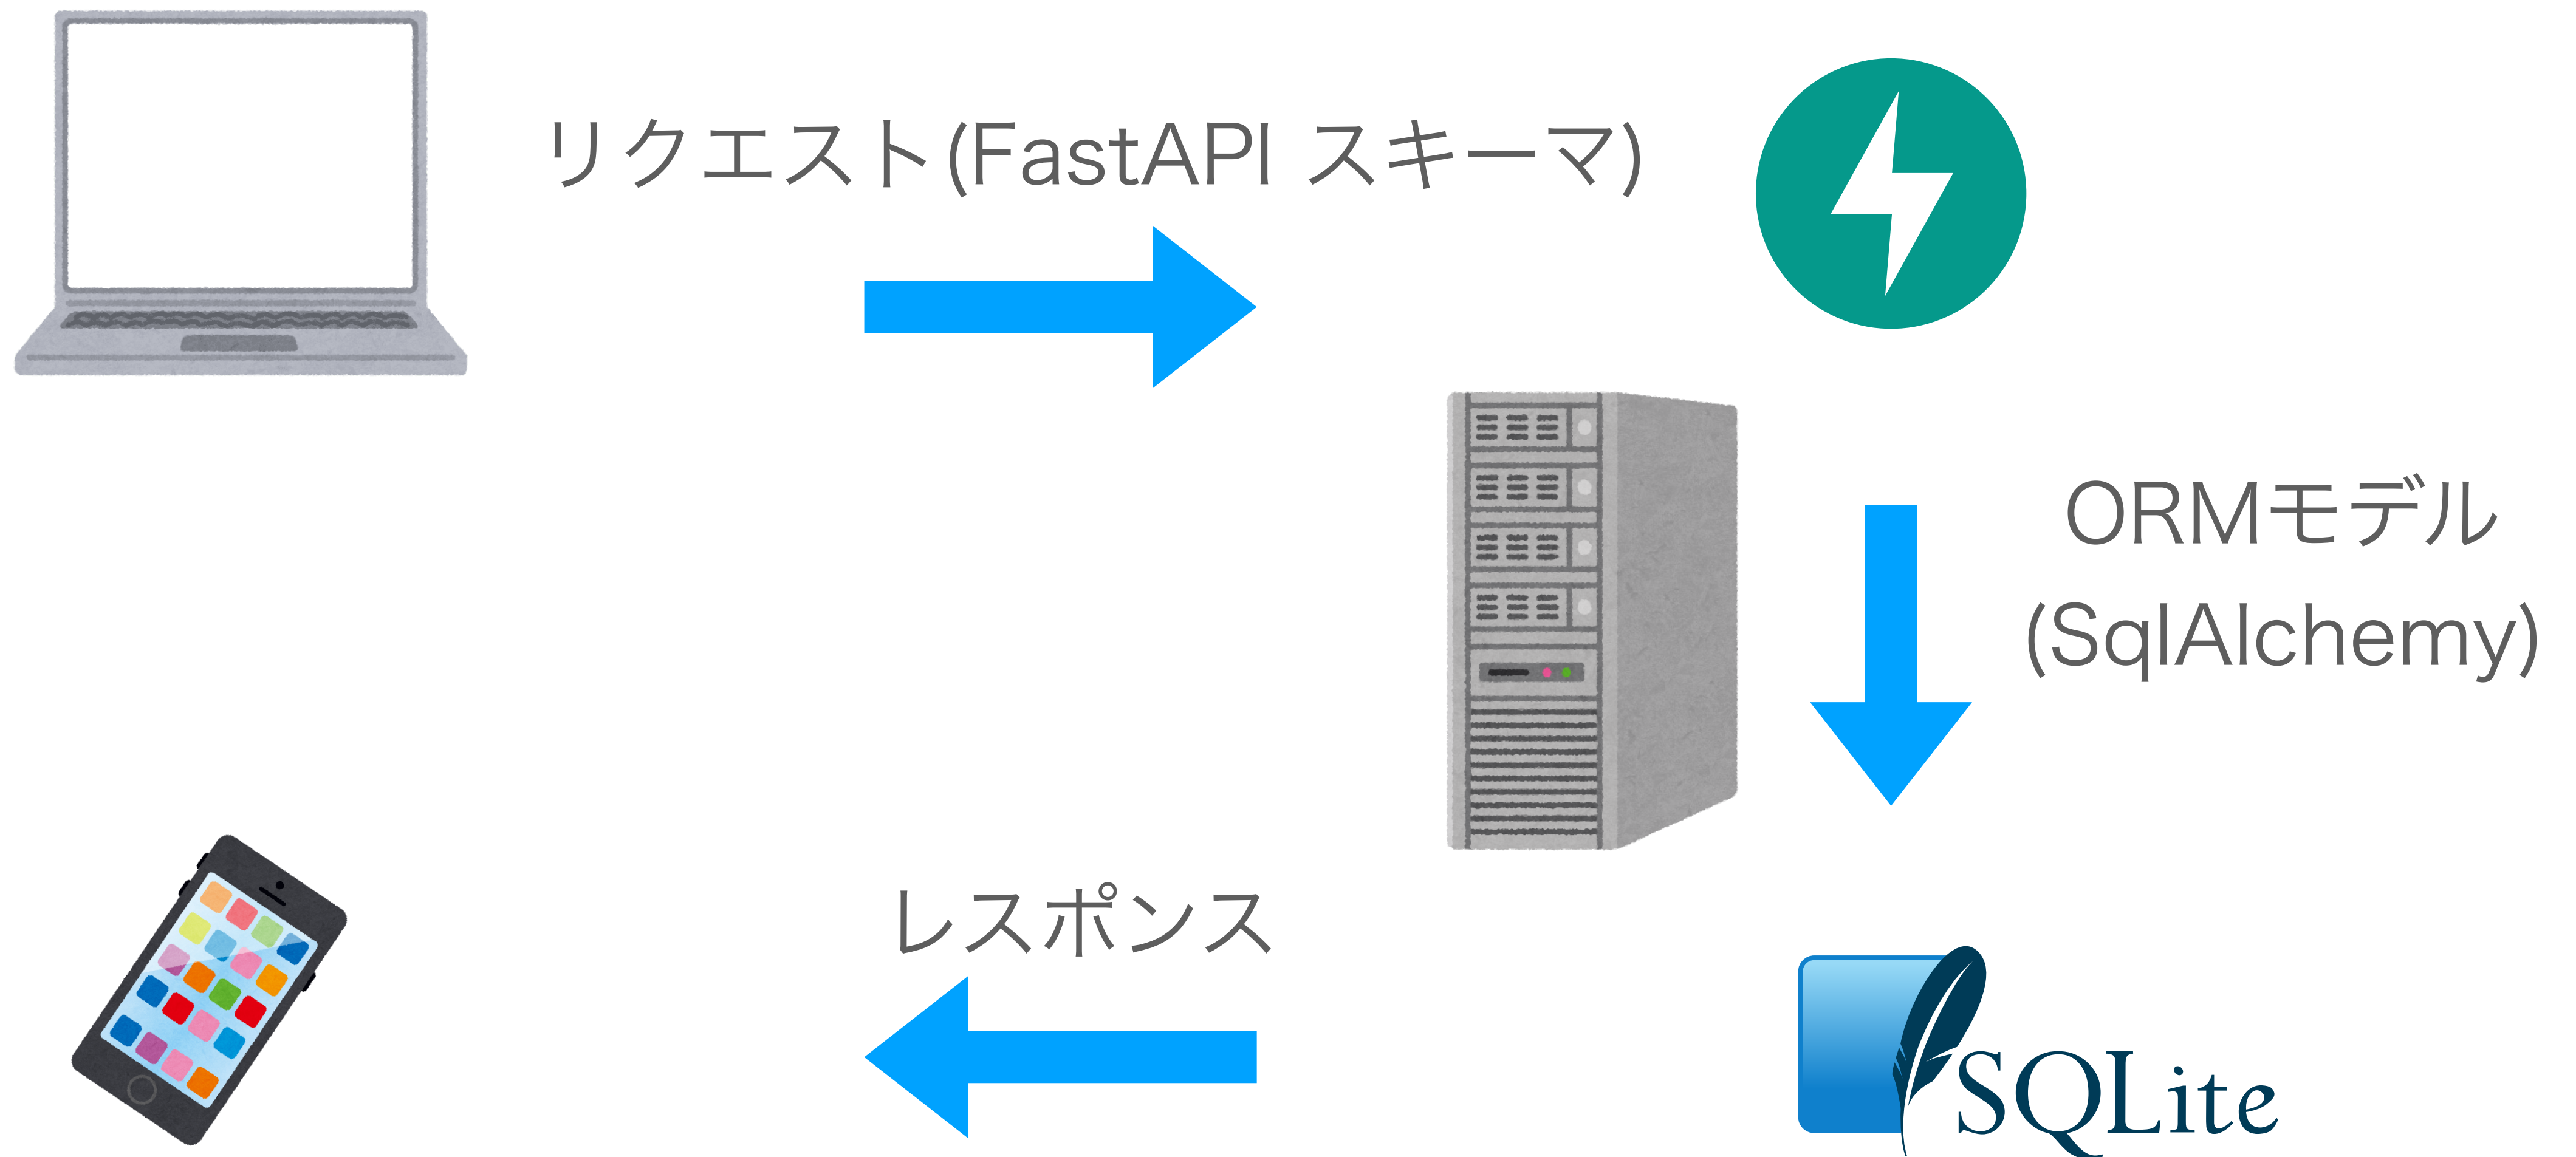 リクエスト(FastAPI スキーマ)
ORMモデル
(SqlAlchemy)
レスポンス
SQLite